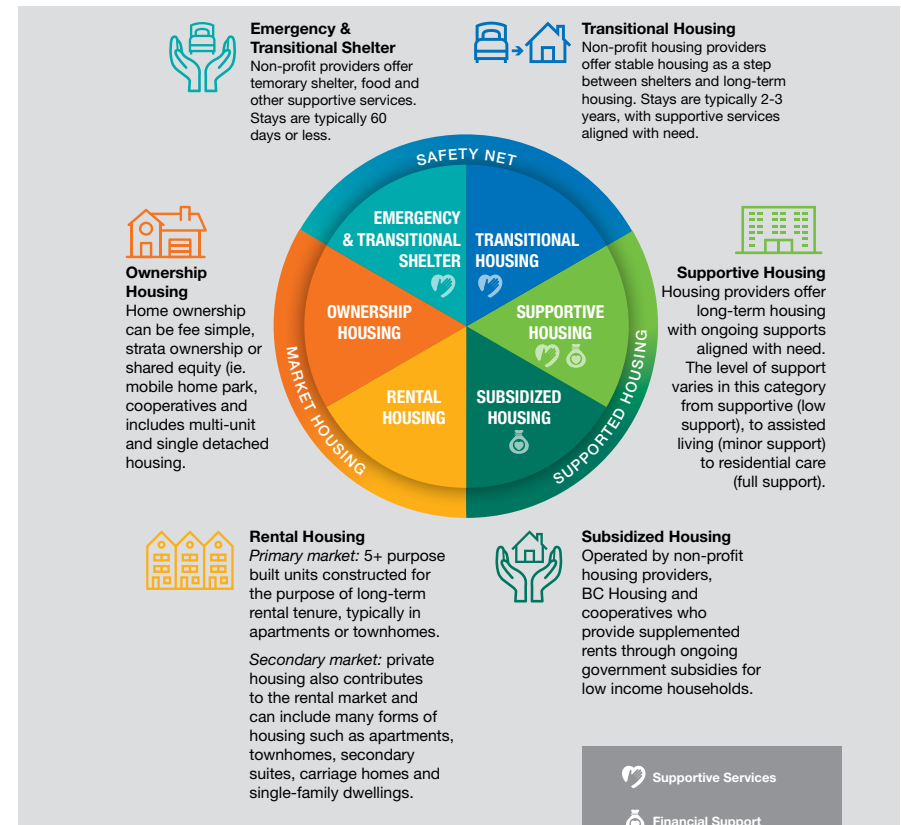 Emergency &
Transitional Shelter
Non-profit providers offer
temorary shelter, food and
other supportive services.
Stays are typically 60
days or less.
Transitional Housing
Non-profit housing providers
offer stable housing as a step
between shelters and long-term
housing. Stays are typically 2-3
years, with supportive services
aligned with need.
SAFETY NET
EMERGENCY
& TRANSITIONAL
SHELTER
TRANSITIONAL
HOUSING
OWNERSHIP
HOUSING
SUPPORTIVE
HOUSING
RENTAL
HOUSING
SUBSIDIZED
HOUSING
MARKET HOUSING
SUPPORTED HOUSING
Ownership
Housing
Home ownership
can be fee simple,
strata ownership or
shared equity (ie.
mobile home park,
cooperatives and
includes multi-unit
and single detached
housing.
Supportive Housing
Housing providers offer
long-term housing
with ongoing supports
aligned with need.
The level of support
varies in this category
from supportive (low
support), to assisted
living (minor support)
to residential care
(full support).
Rental Housing
Primary market: 5+ purpose
built units constructed for
the purpose of long-term
rental tenure, typically in
apartments or townhomes.
Secondary market: private
housing also contributes
to the rental market and
can include many forms of
housing such as apartments,
townhomes, secondary
suites, carriage homes and
single-family dwellings.
Subsidized Housing
Operated by non-profit
housing providers,
BC Housing and
cooperatives who
provide supplemented
rents through ongoing
government subsidies for
low income households.
Supportive Services
Financial Support